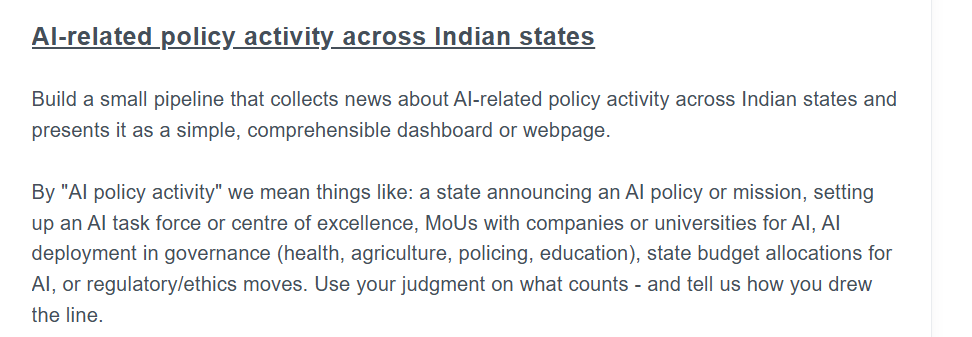 AI-related policy activity across Indian states
Build a small pipeline that collects news about AI-related policy activity across Indian states and
presents it as a simple, comprehensible dashboard or webpage.
By "AI policy activity" we mean things like: a state announcing an AI policy or mission, setting
up an AI task force or centre of excellence, MoUs with companies or universities for AI, AI
deployment in governance (health, agriculture, policing, education), state budget allocations for
AI, or regulatory/ethics moves. Use your judgment on what counts - and tell us how you drew
the line.